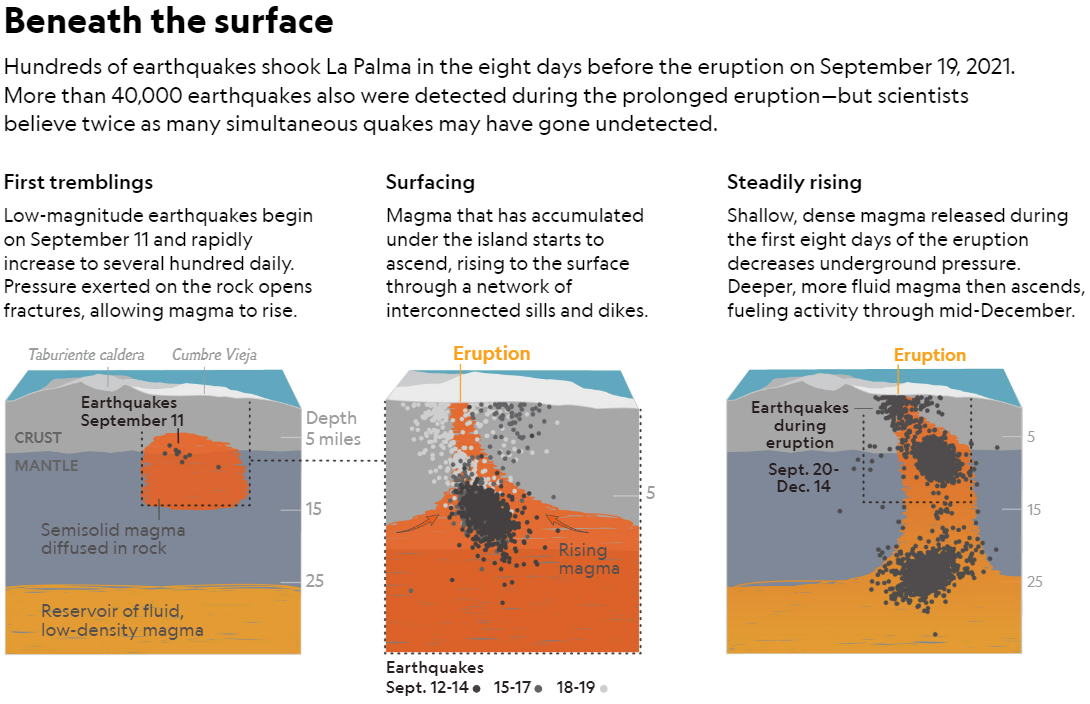 Beneath the surface
Hundreds of earthquakes shook La Palma in the eight days before the eruption on September 19, 2021.
More than 40,000 earthquakes also were detected during the prolonged eruption—but scientists
believe twice as many simultaneous quakes may have gone undetected.
First tremblings
Low-magnitude earthquakes begin
on September 11 and rapidly
increase to several hundred daily.
Pressure exerted on the rock opens
fractures, allowing magma to rise.
Taburiente caldera
Cumbre Vieja
Earthquakes
September 11
CRUST
MANTLE
Depth
5 miles
15
25
Semisolid magma
diffused in rock
Reservoir of fluid,
low-density magma
Surfacing
Magma that has accumulated
under the island starts to
ascend, rising to the surface
through a network of
interconnected sills and dikes.
Eruption
5
Rising
magma
Earthquakes
Sept. 12-14 15-17 18-19
Steadily rising
Shallow, dense magma released during
the first eight days of the eruption
decreases underground pressure.
Deeper, more fluid magma then ascends,
fueling activity through mid-December.
Eruption
Earthquakes
during
eruption
Sept. 20-
Dec. 14
5
15
25